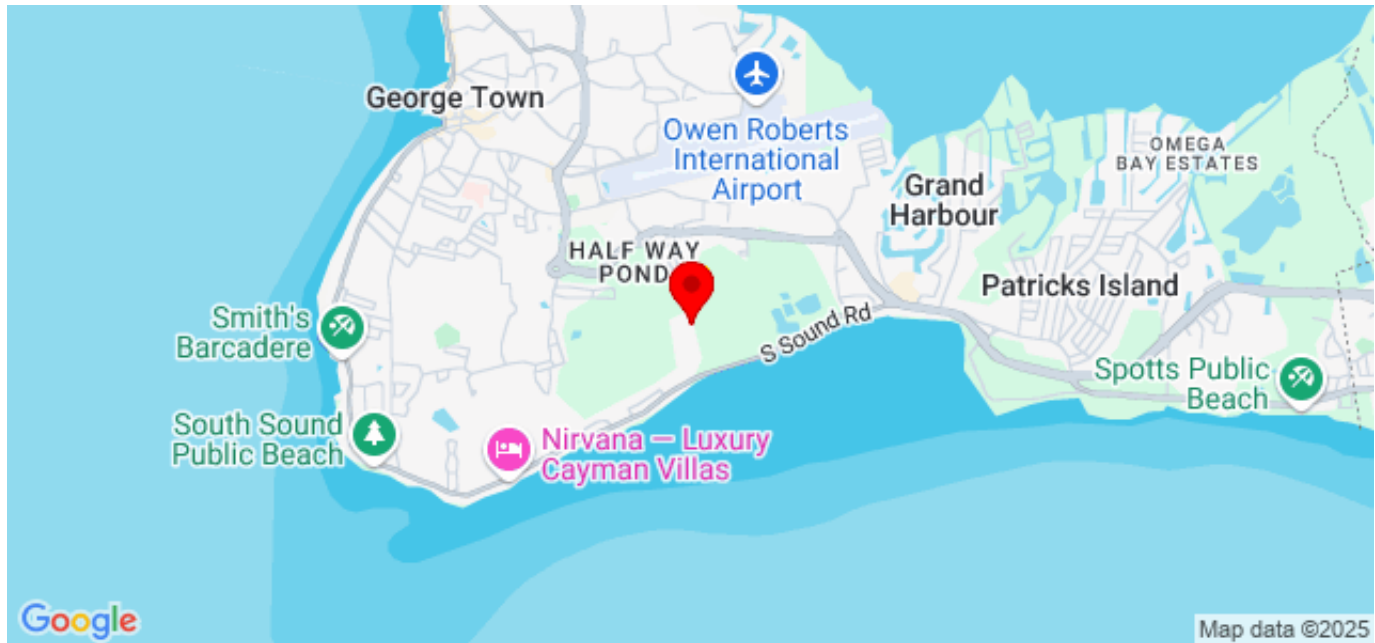 George Town
Owen Roberts
International
Airport
OMEGA
BAY ESTATES
Grand
Harbour
HALF WAY
POND
Patricks Island
Smith's
Barcadere
S Sound Rd
Spotts Public
Beach
South Sound
Public Beach
Nirvana — Luxury
Cayman Villas
Google
Map data ©2025